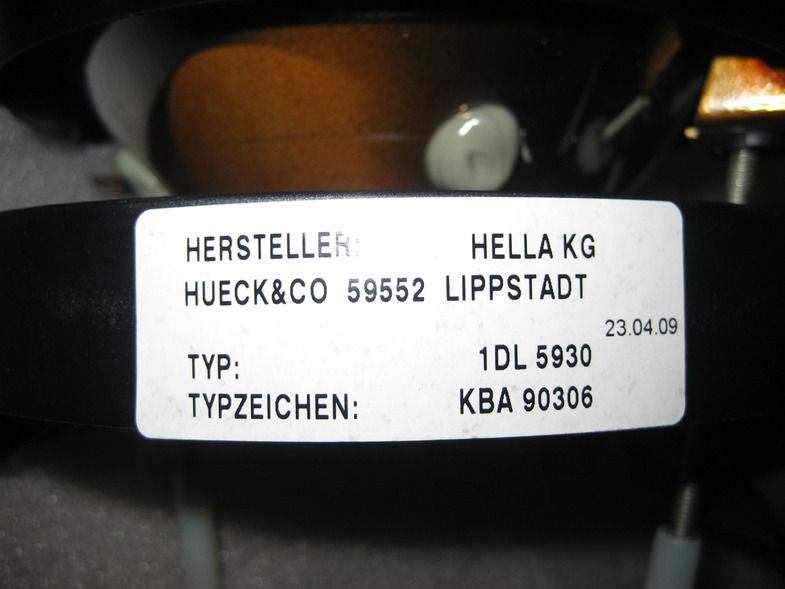 HERSTELLER: HELLA KG
HUECK&CO 59552 LIPPSTADT
23.04.09
TYP: 1DL 5930
TYPZEICHEN: KBA 90306